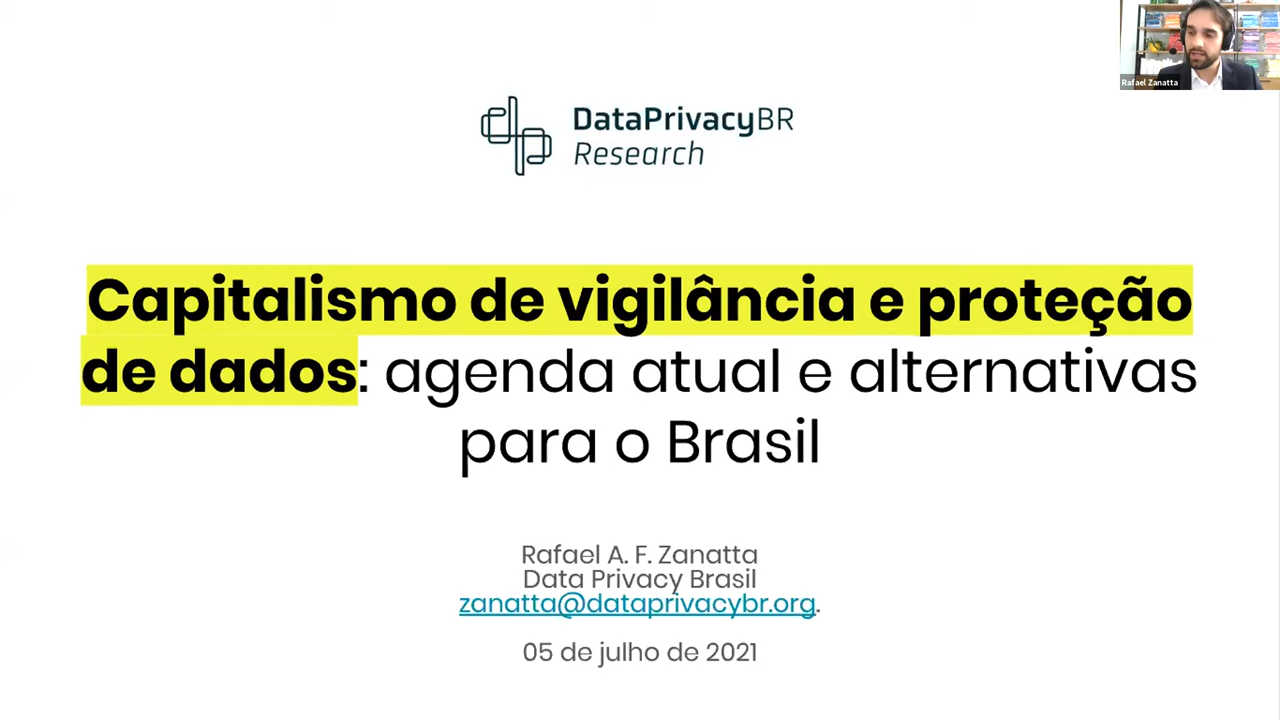 Rafael Zanatta
DataPrivacyBR
Research
Capitalismo de vigilância e proteção
de dados: agenda atual e alternativas
para o Brasil
Rafael A. F. Zanatta
Data Privacy Brasil
zanatta@dataprivacybr.org.
05 de julho de 2021